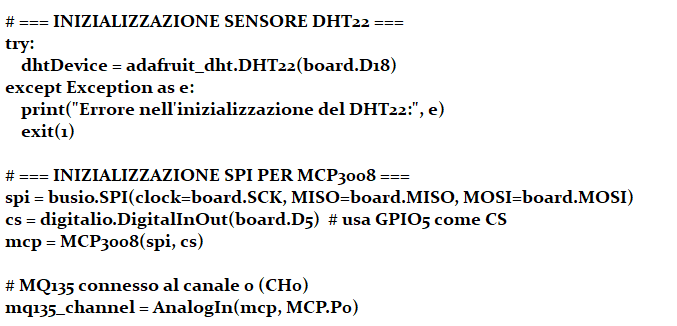 # === INIZIALIZZAZIONE SENSORE DHT22 ===
try:
    dhtDevice = adafruit_dht.DHT22(board.D18)
except Exception as e:
    print("Errore nell'inizializzazione del DHT22:", e)
    exit(1)

# === INIZIALIZZAZIONE SPI PER MCP3008 ===
spi = busio.SPI(clock=board.SCK, MISO=board.MISO, MOSI=board.MOSI)
cs = digitalio.DigitalInOut(board.D5)  # usa GPIO5 come CS
mcp = MCP3008(spi, cs)

# MQ135 connesso al canale 0 (CH0)
mq135_channel = AnalogIn(mcp, MCP.P0)